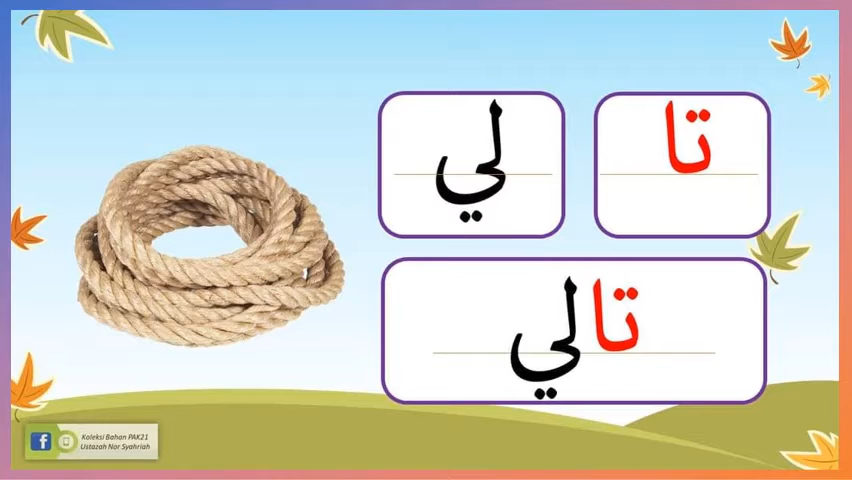 تا لي
تالي
Koleksi Bahan PAK21
Ustazah Nor Syahriah